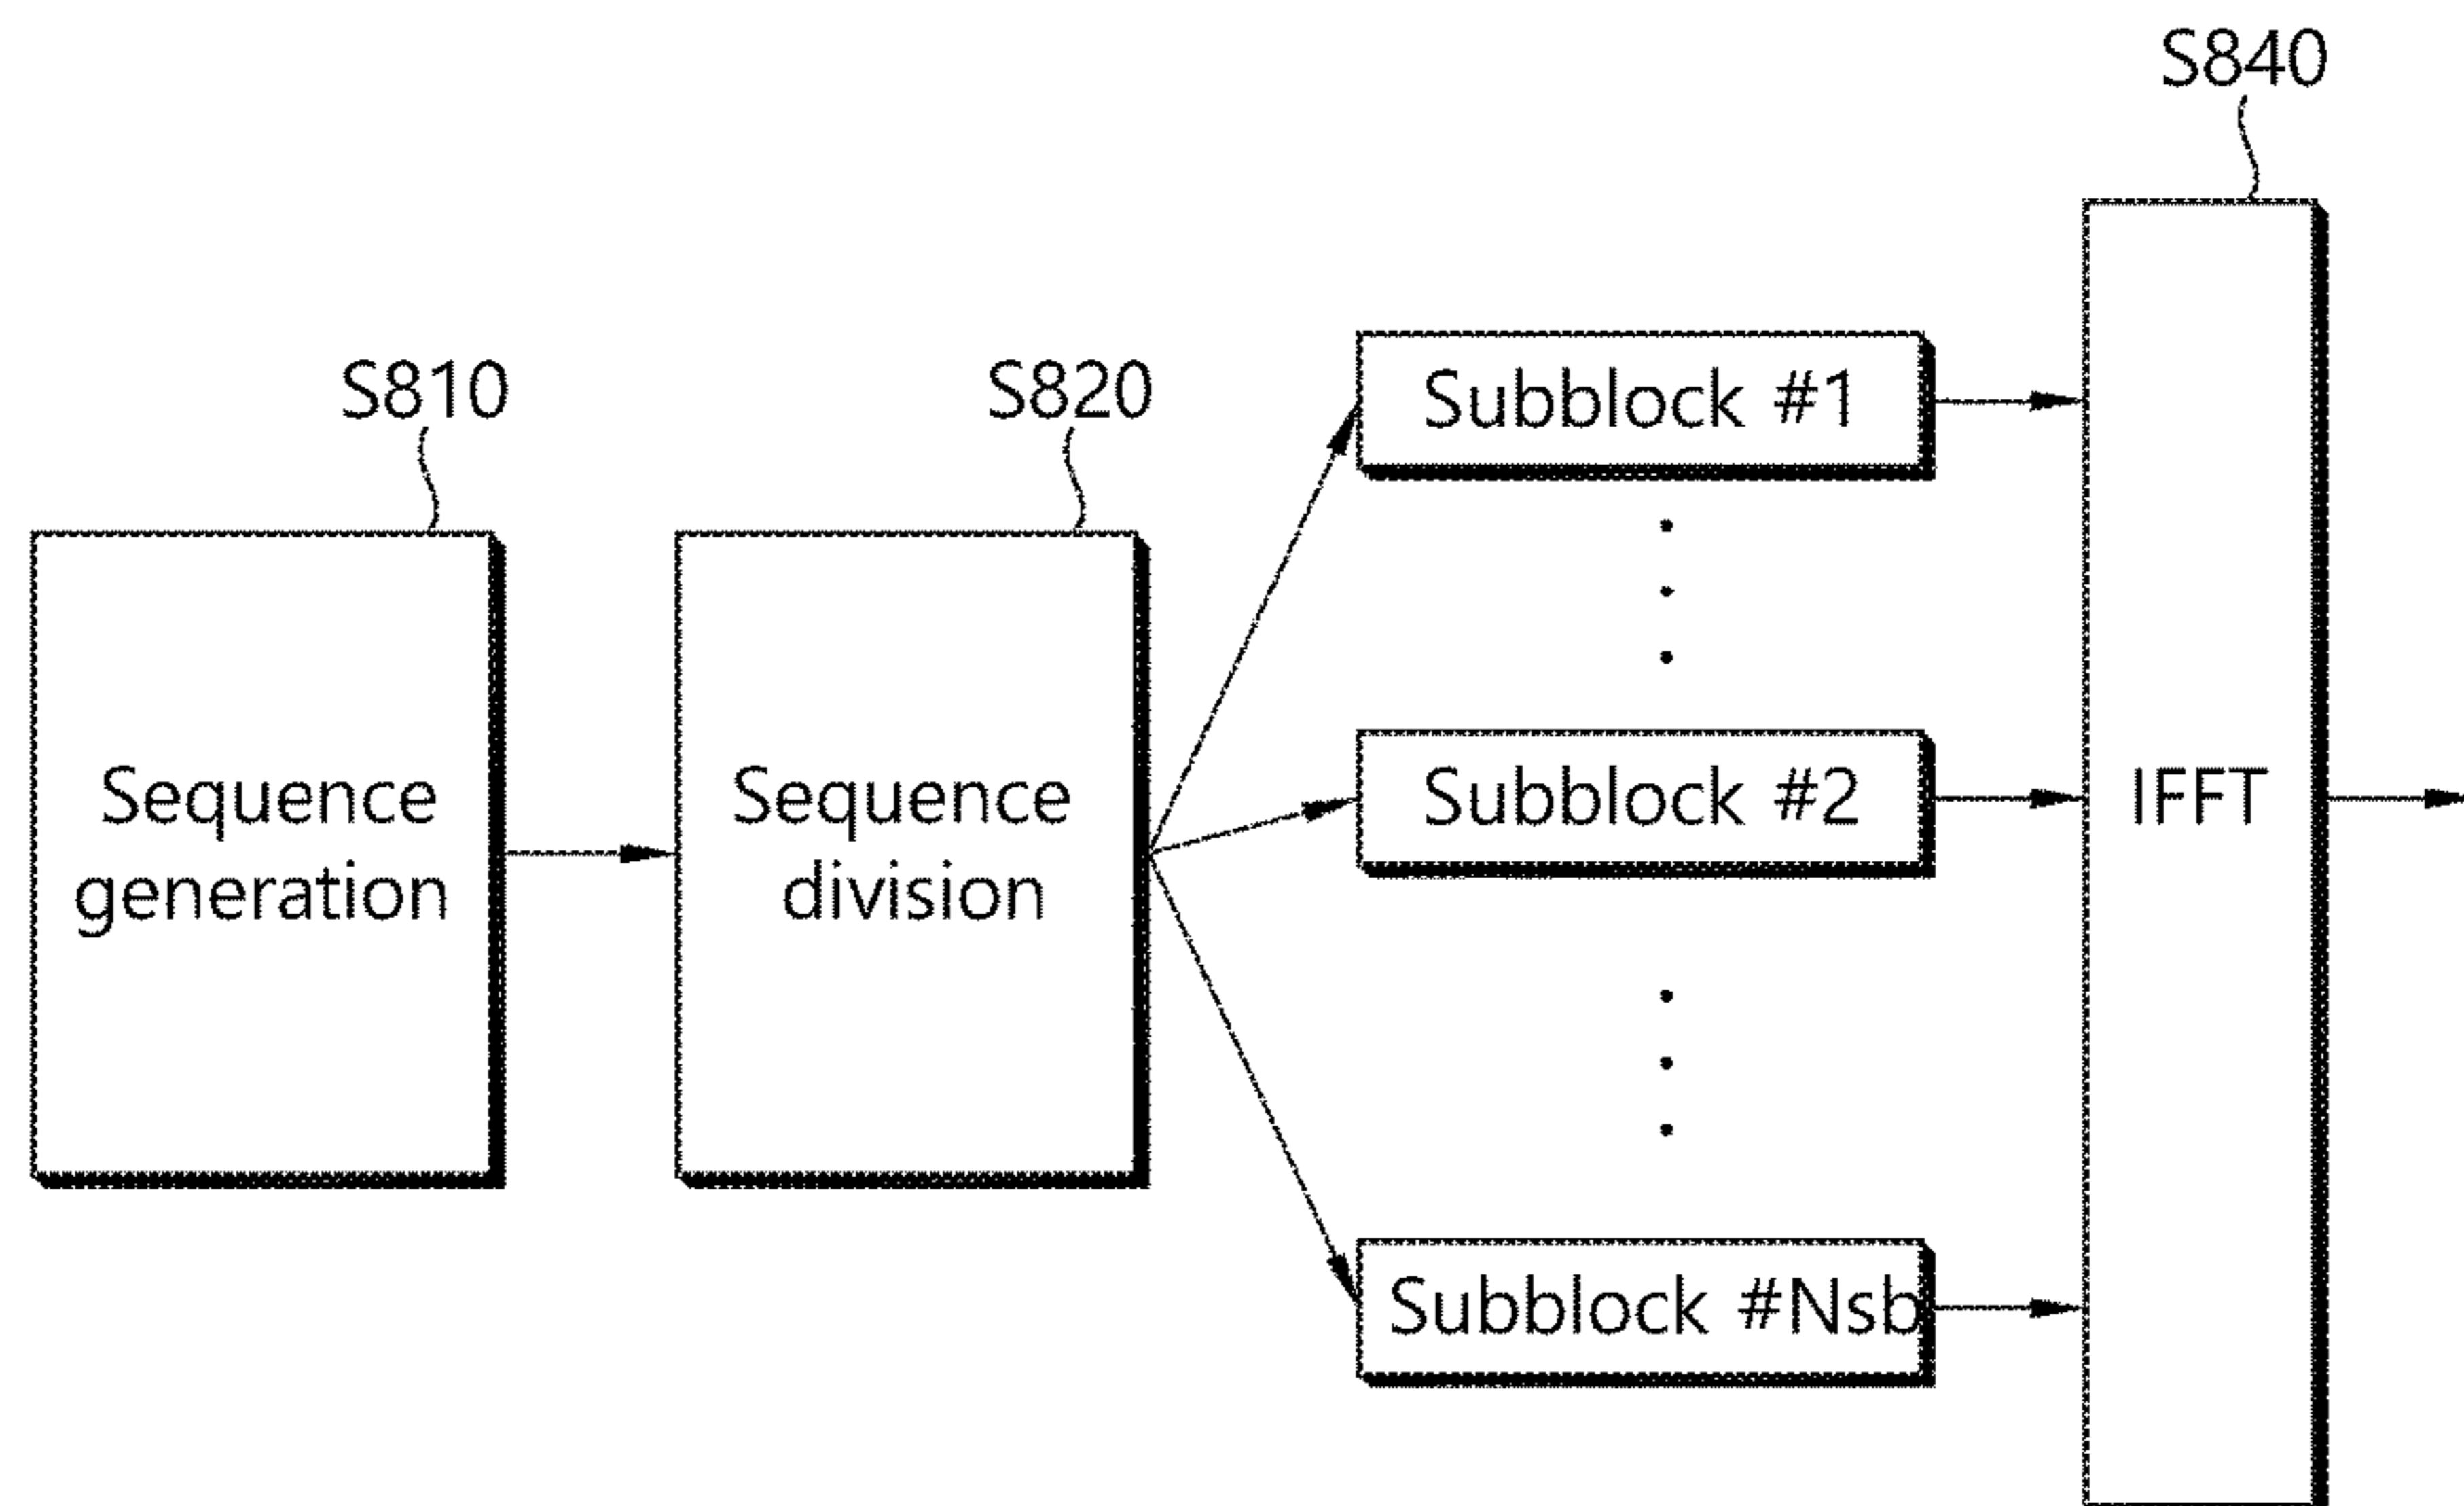 S840
S810
S820
Subblock #1
Sequence
generation
Sequence
division
Subblock #2
IFFT
Subblock #Nsb